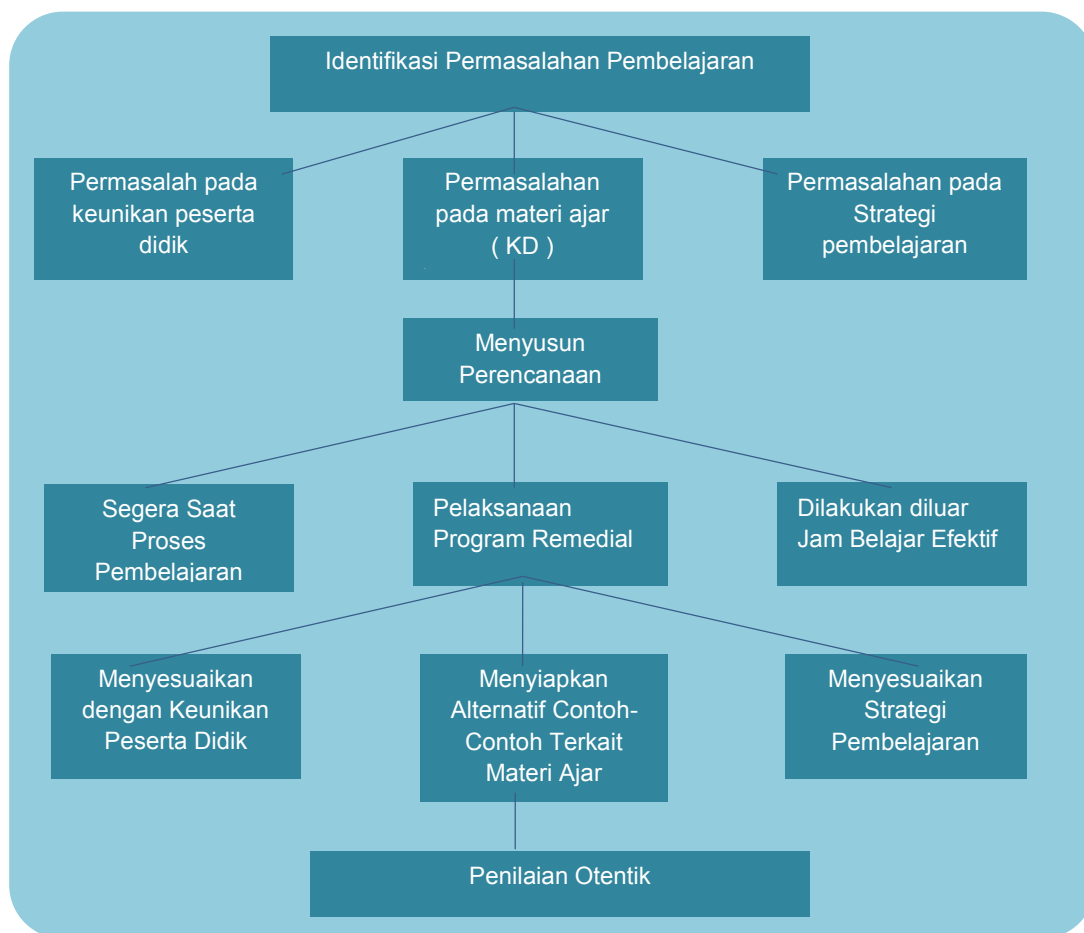 Identifikasi Permasalahan Pembelajaran
Permasalah pada
keunikan peserta
didik
Permasalahan
pada materi ajar
( KD )
Permasalahan pada
Strategi
pembelajaran
Menyusun
Perencanaan
Segera Saat
Proses
Pembelajaran
Pelaksanaan
Program Remedial
Dilakukan diluar
Jam Belajar Efektif
Menyesuaikan
dengan Keunikan
Peserta Didik
Menyiapkan
Alternatif Contoh-
Contoh Terkait
Materi Ajar
Menyesuaikan
Strategi
Pembelajaran
Penilaian Otentik